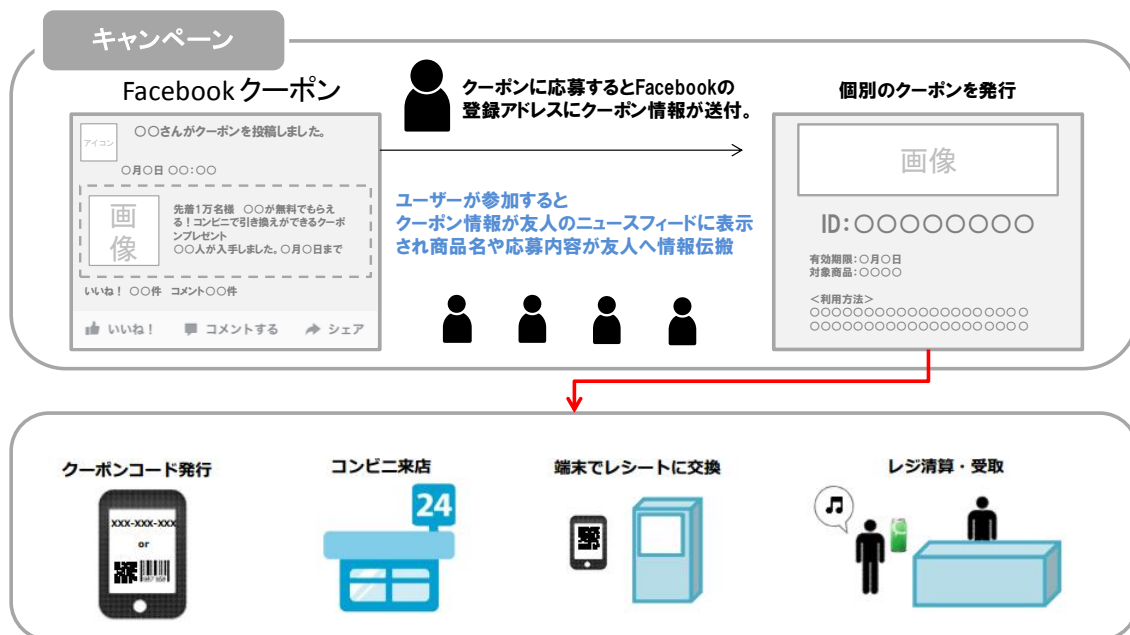 キャンペーン
Facebookクーポン
アイコン
○○さんがクーポンを投稿しました。
○月○日 ○○:○○
画像
先着1万名様 ○○が無料でもらえ
る！コンビニで引き換えができるクーポ
ンプレゼント
○○人が入手しました。○月○日まで
いいね！ ○○件 コメント○○件
いいね！ コメントする シェア
クーポンに応募するとFacebookの
登録アドレスにクーポン情報が送付。
ユーザーが参加すると
クーポン情報が友人のニュースフィードに表示
され商品名や応募内容が友人へ情報伝搬
個別のクーポンを発行
画像
ID:○○○○○○○○
有効期限:○月○日
対象商品:○○○○
＜利用方法＞
○○○○○○○○○○○○○○○○○○○○
○○○○○○○○○○○○○○○○○○○○
クーポンコード発行
XXX-XXX-XXX
or
コンビニ来店
24
端末でレシートに交換
レジ清算・受取